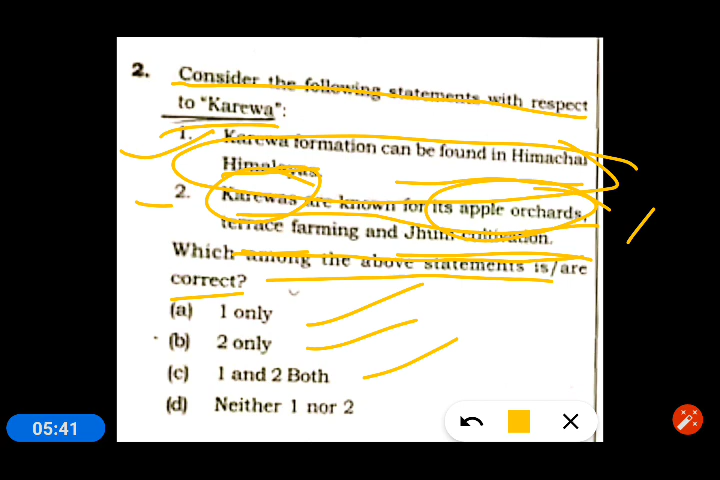 2. Consider the following statements with respect
to "Karewa":
1. Karewa formation can be found in Himachal
Himalayas.
2. Karewas are known for its apple orchards,
terrace farming and Jhum cultivation.
Which among the above statements is/are
correct?
(a) 1 only
(b) 2 only
(c) 1 and 2 Both
(d) Neither 1 nor 2
05:41